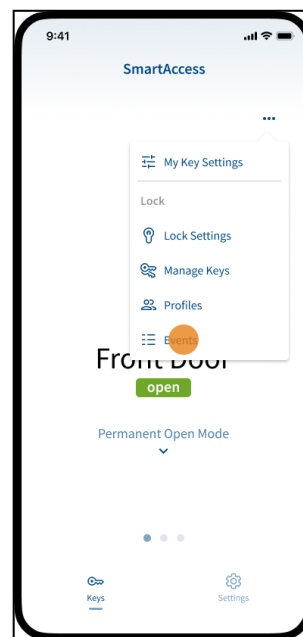 9:41
SmartAccess
My Key Settings
Lock
Lock Settings
Manage Keys
Profiles
Events
Front Door
open
Permanent Open Mode
Keys
Settings